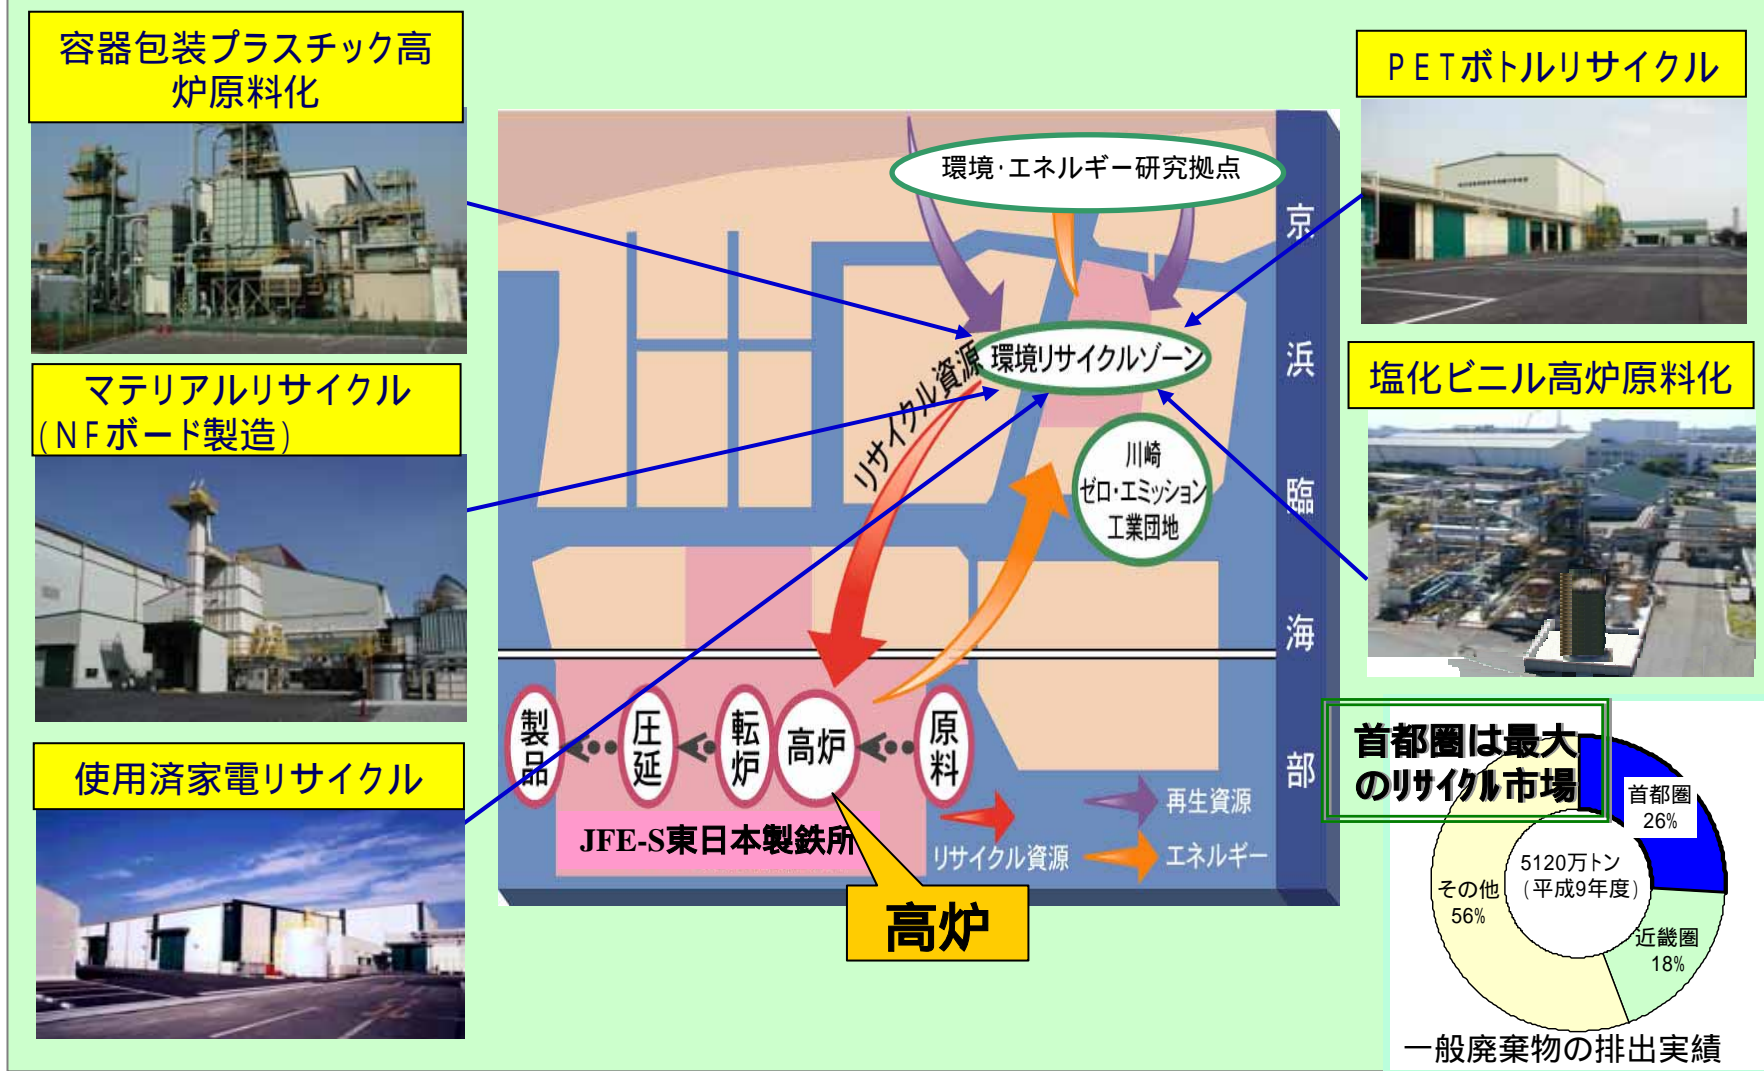 容器包装プラスチック高
炉原料化
PETボトルリサイクル
環境・エネルギー研究拠点
京浜臨海部
環境リサイクルゾーン
リサイクル資源
塩化ビニル高炉原料化
マテリアルリサイクル
(NFボード製造)
川崎
ゼロ・エミッション
工業団地
使用済家電リサイクル
製品
圧延
転炉
高炉
原料
JFE-S東日本製鉄所
再生資源
リサイクル資源
エネルギー
高炉
首都圏は最大
のリサイクル市場
首都圏
26%
5120万トン
(平成9年度)
その他
56%
近畿圏
18%
一般廃棄物の排出実績